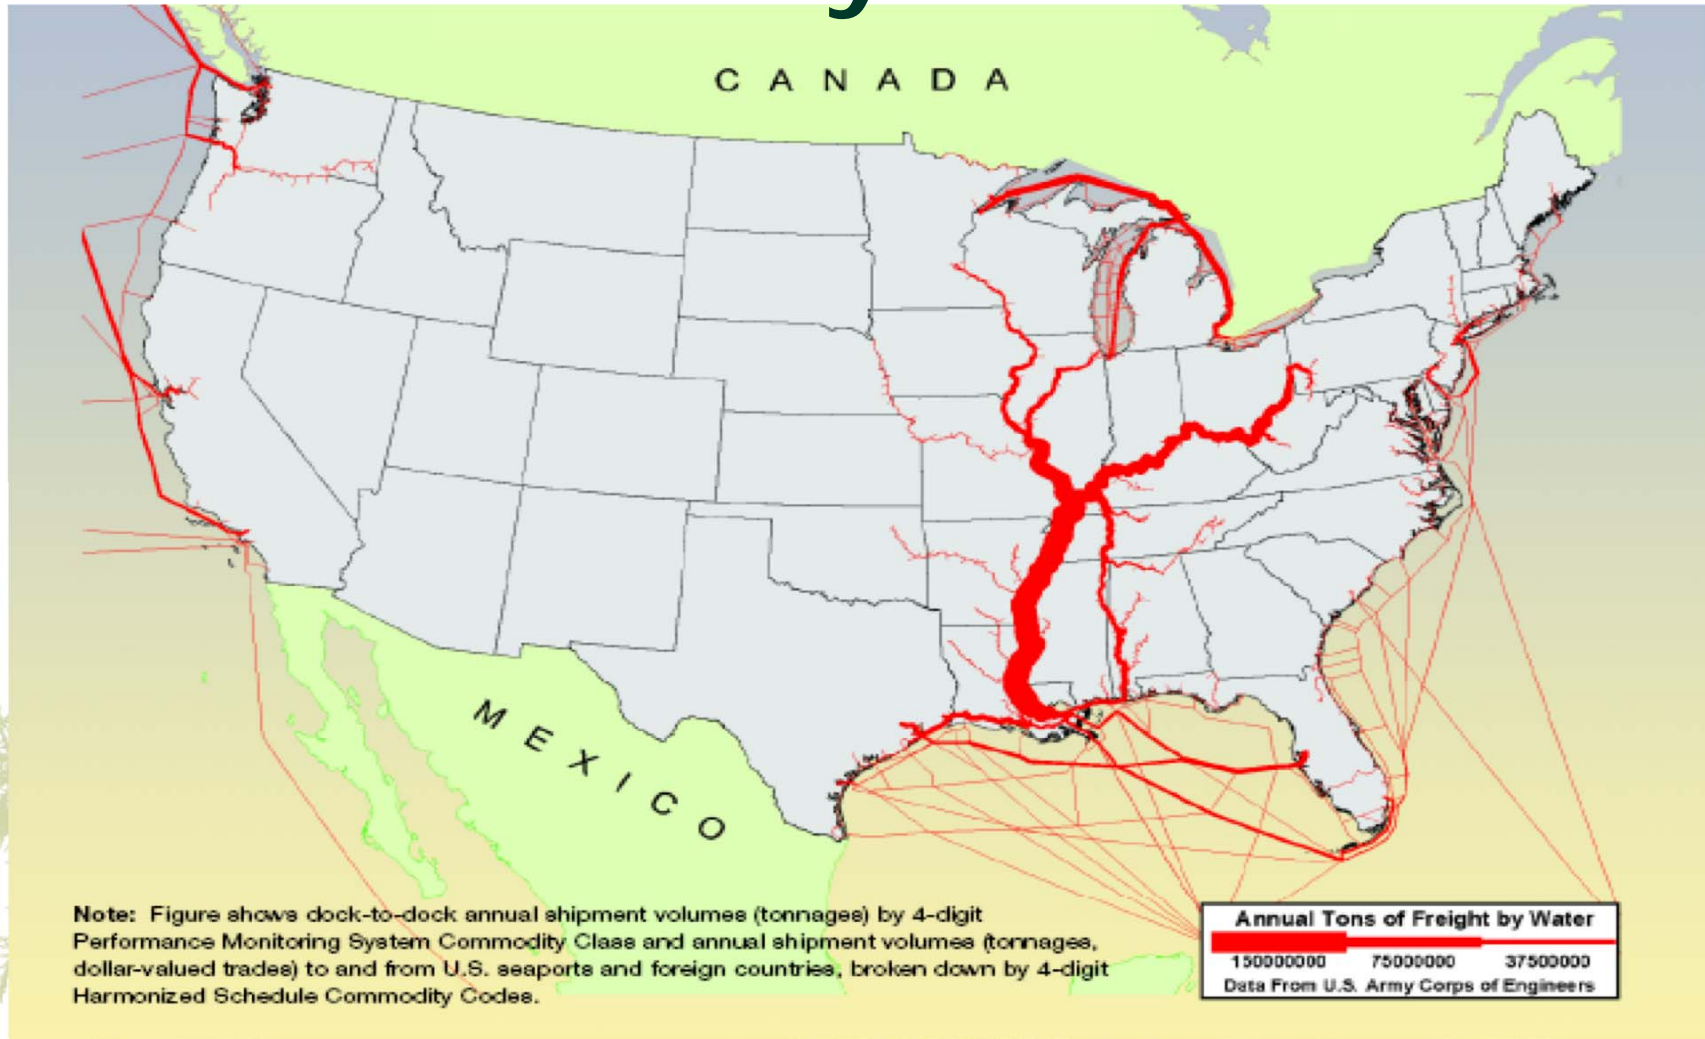 y
C A N A D A
M E X I C O
Note: Figure shows dock-to-dock annual shipment volumes (tonnages) by 4-digit
Performance Monitoring System Commodity Class and annual shipment volumes (tonnages,
dollar-valued trades) to and from U.S. seaports and foreign countries, broken down by 4-digit
Harmonized Schedule Commodity Codes.
Annual Tons of Freight by Water
150000000 75000000 37500000
Data From U.S. Army Corps of Engineers